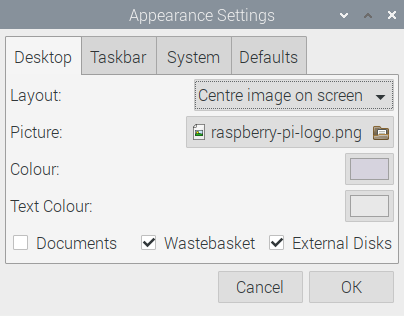 Appearance Settings
Desktop Taskbar System Defaults
Layout: Centre image on screen
Picture: raspberry-pi-logo.png
Colour:
Text Colour:
Documents Wastebasket External Disks
Cancel OK